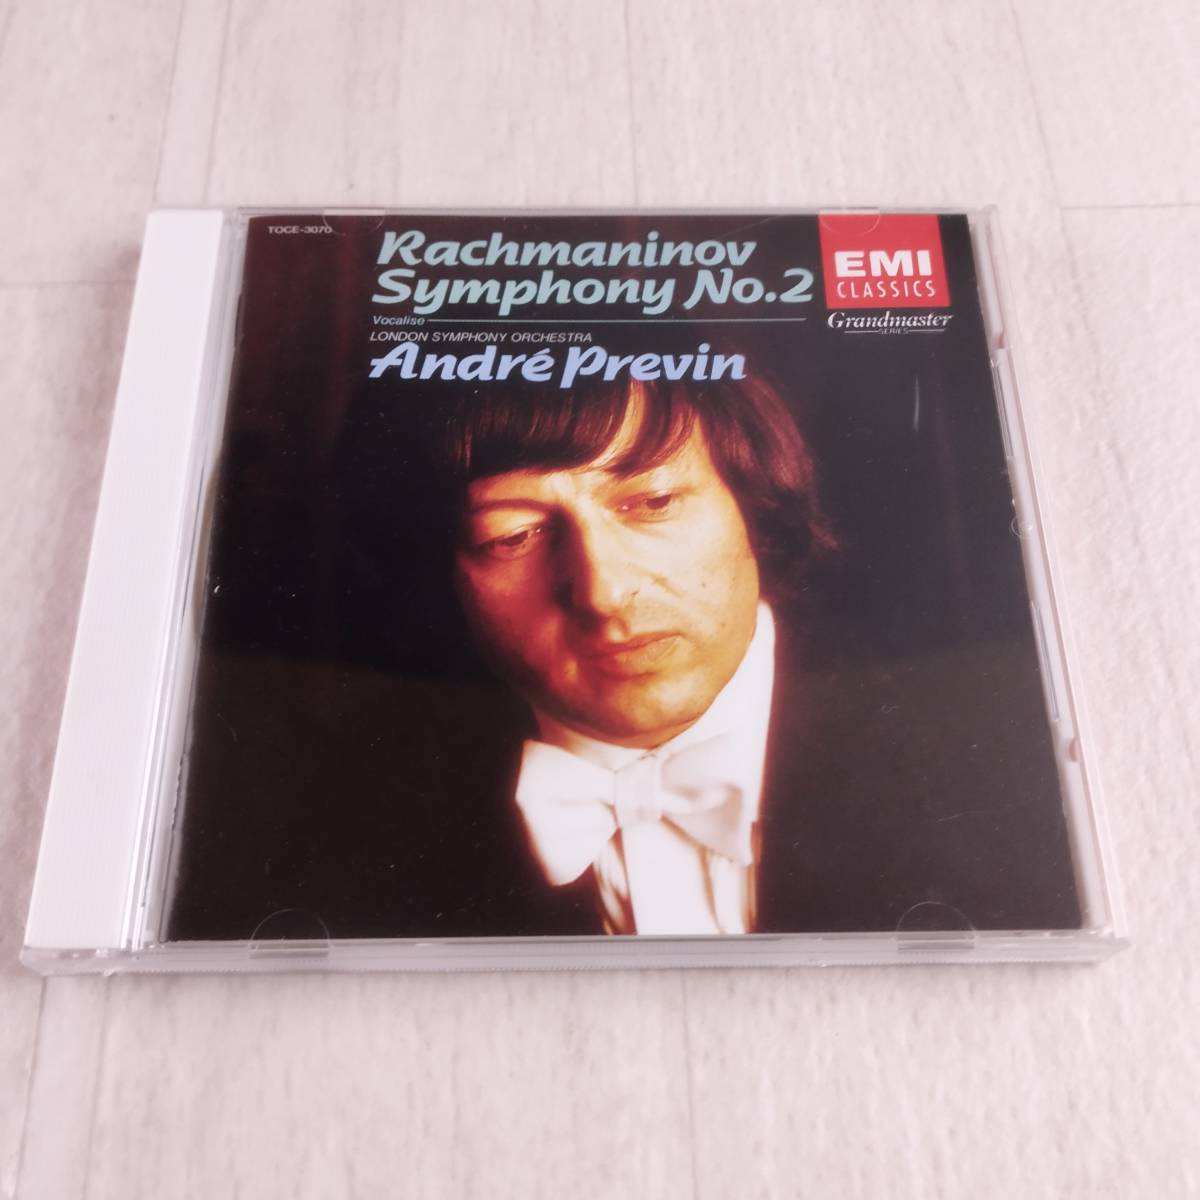 TOCE-3070
Rachmaninov
Symphony No.2
Vocalise
LONDON SYMPHONY ORCHESTRA
André Previn
EMI
CLASSICS
Grandmaster
SERIES